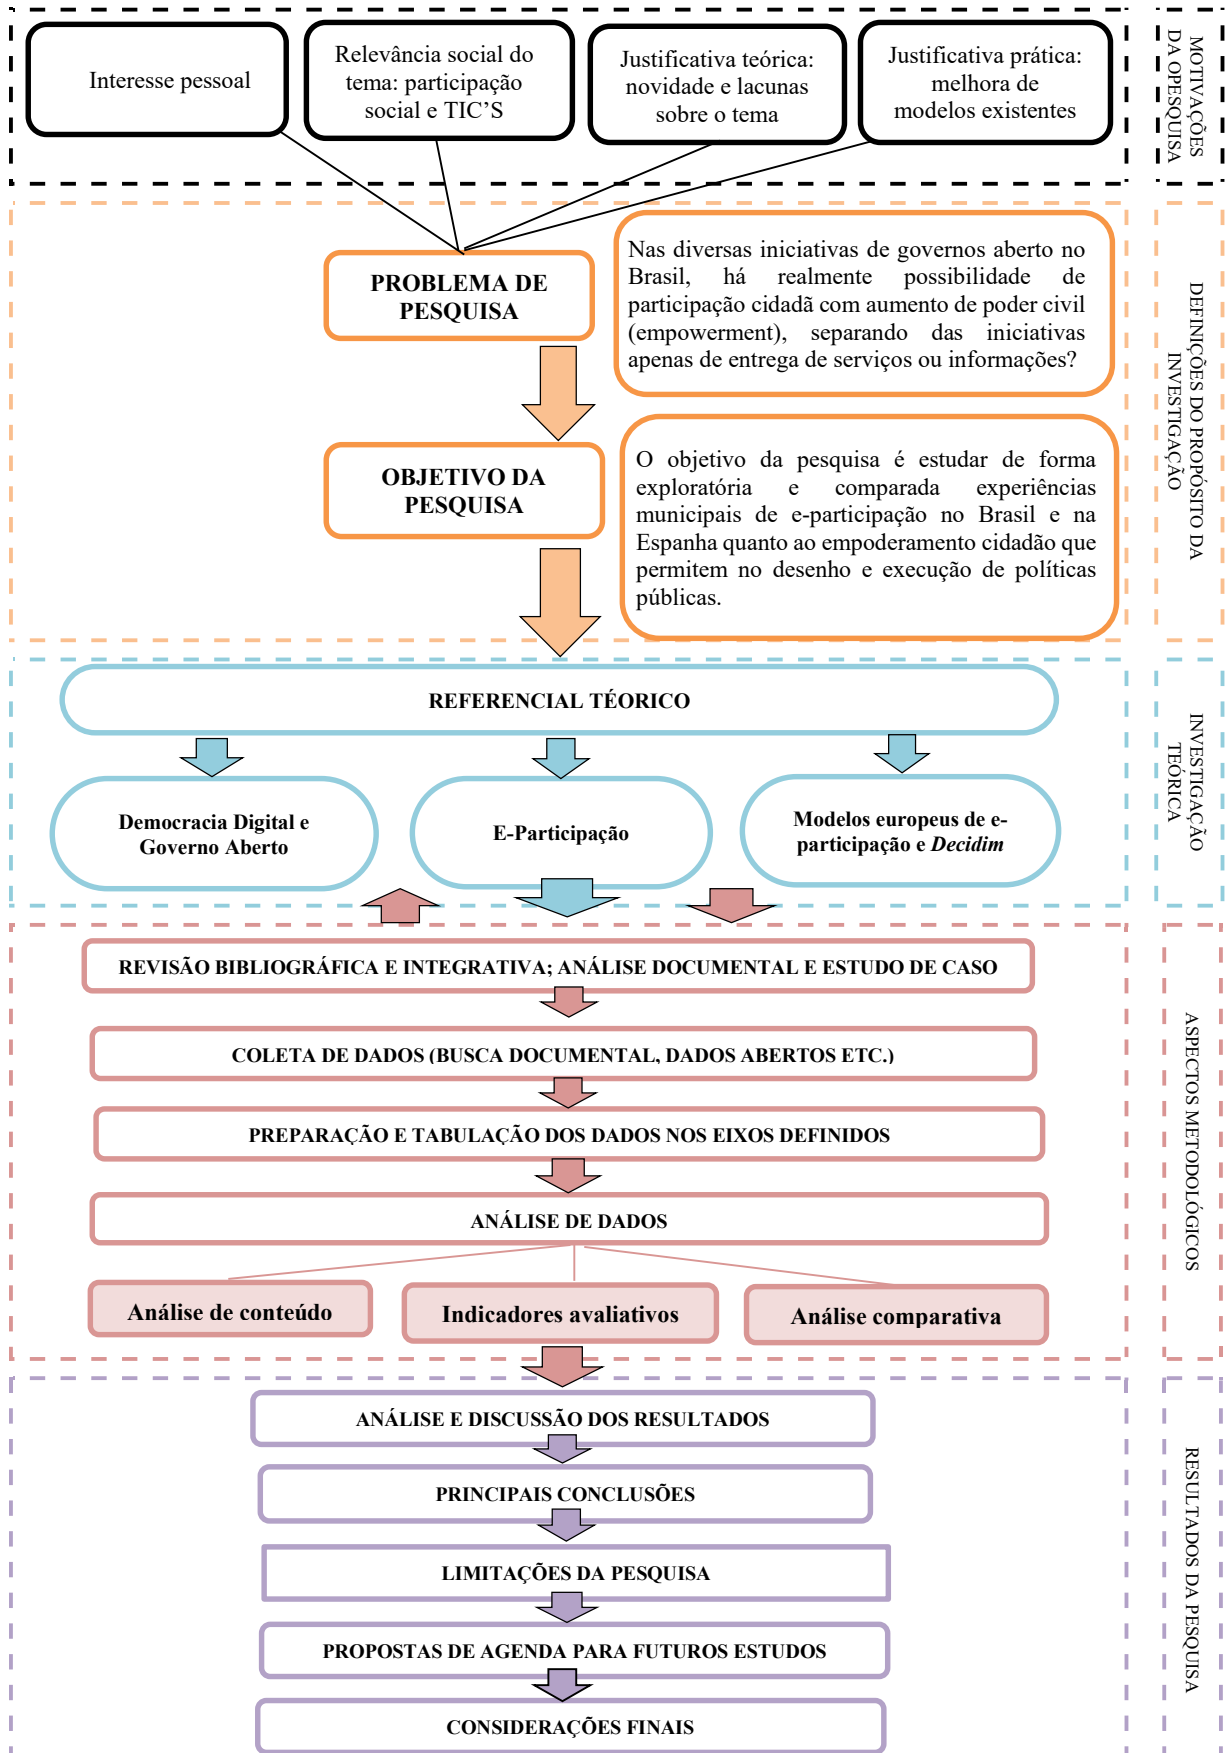 Interesse pessoal
Relevância social do
tema: participação
social e TIC'S
Justificativa teórica:
novidade e lacunas
sobre o tema
Justificativa prática:
melhora de
modelos existentes
MOTIVAÇÕES
DA OPESQUISA
PROBLEMA DE
PESQUISA
Nas diversas iniciativas de governos aberto no
Brasil, há realmente possibilidade de
participação cidadã com aumento de poder civil
(empowerment), separando das iniciativas
apenas de entrega de serviços ou informações?
OBJETIVO DA
PESQUISA
O objetivo da pesquisa é estudar de forma
exploratória e comparada experiências
municipais de e-participação no Brasil e na
Espanha quanto ao empoderamento cidadão que
permitem no desenho e execução de políticas
públicas.
DEFINIÇÕES DO PROPÓSITO DA
INVESTIGAÇÃO
REFERENCIAL TÉORICO
Democracia Digital e
Governo Aberto
E-Participação
Modelos europeus de e-
participação e Decidim
INVESTIGAÇÃO
TEÓRICA
REVISÃO BIBLIOGRÁFICA E INTEGRATIVA; ANÁLISE DOCUMENTAL E ESTUDO DE CASO
COLETA DE DADOS (BUSCA DOCUMENTAL, DADOS ABERTOS ETC.)
PREPARAÇÃO E TABULAÇÃO DOS DADOS NOS EIXOS DEFINIDOS
ANÁLISE DE DADOS
Análise de conteúdo
Indicadores avaliativos
Análise comparativa
ASPECTOS METODOLÓGICOS
ANÁLISE E DISCUSSÃO DOS RESULTADOS
PRINCIPAIS CONCLUSÕES
LIMITAÇÕES DA PESQUISA
PROPOSTAS DE AGENDA PARA FUTUROS ESTUDOS
CONSIDERAÇÕES FINAIS
RESULTADOS DA PESQUISA